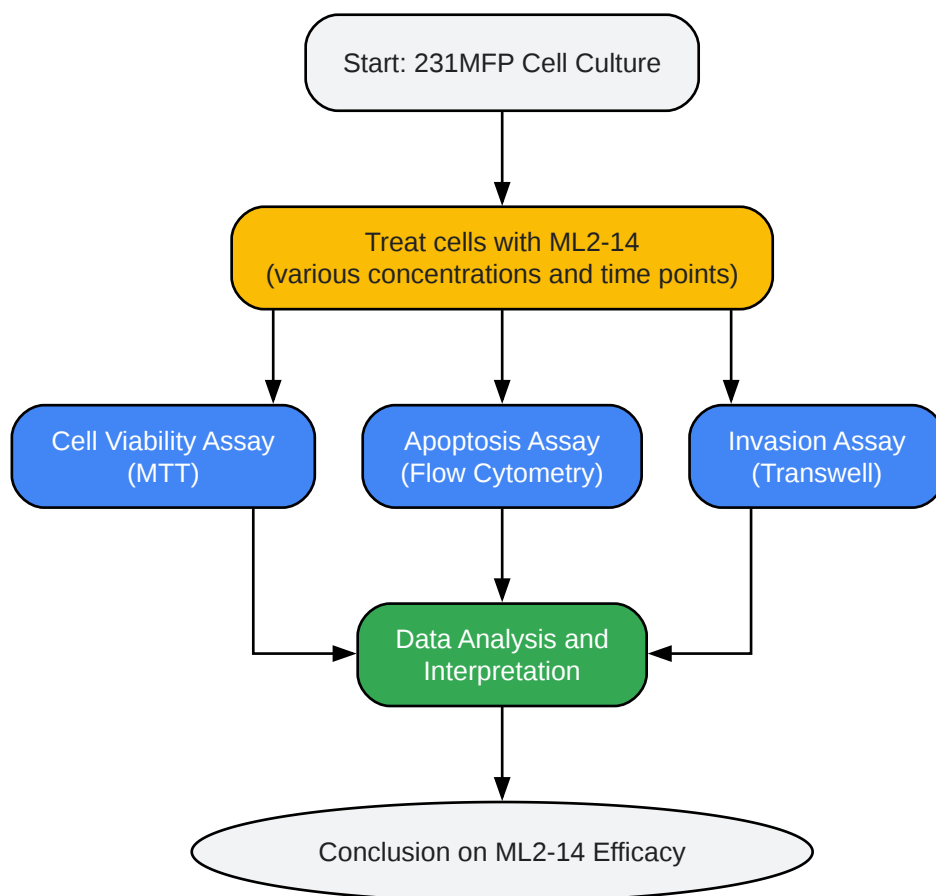 Start: 231MFP Cell Culture
Treat cells with ML2-14
(various concentrations and time points)
Cell Viability Assay
(MTT)
Apoptosis Assay
(Flow Cytometry)
Invasion Assay
(Transwell)
Data Analysis and
Interpretation
Conclusion on ML2-14 Efficacy